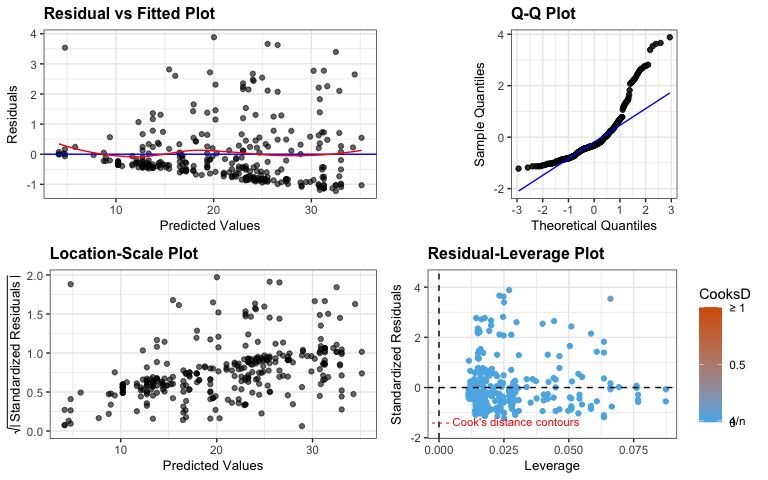 Residual vs Fitted Plot
4
3
2
1
0
-1
10
20
30
Residuals
Predicted Values
Q-Q Plot
4
2
0
-2
-3
-2
-1
0
1
2
3
Sample Quantiles
Theoretical Quantiles
Location-Scale Plot
2.0
1.5
1.0
0.5
0.0
10
20
30
√| Standardized Residuals |
Predicted Values
Residual-Leverage Plot
4
2
0
-2
0.000
0.025
0.050
0.075
Standardized Residuals
Leverage
Cook's distance contours
CooksD
≥ 1
0.5
4/n
0